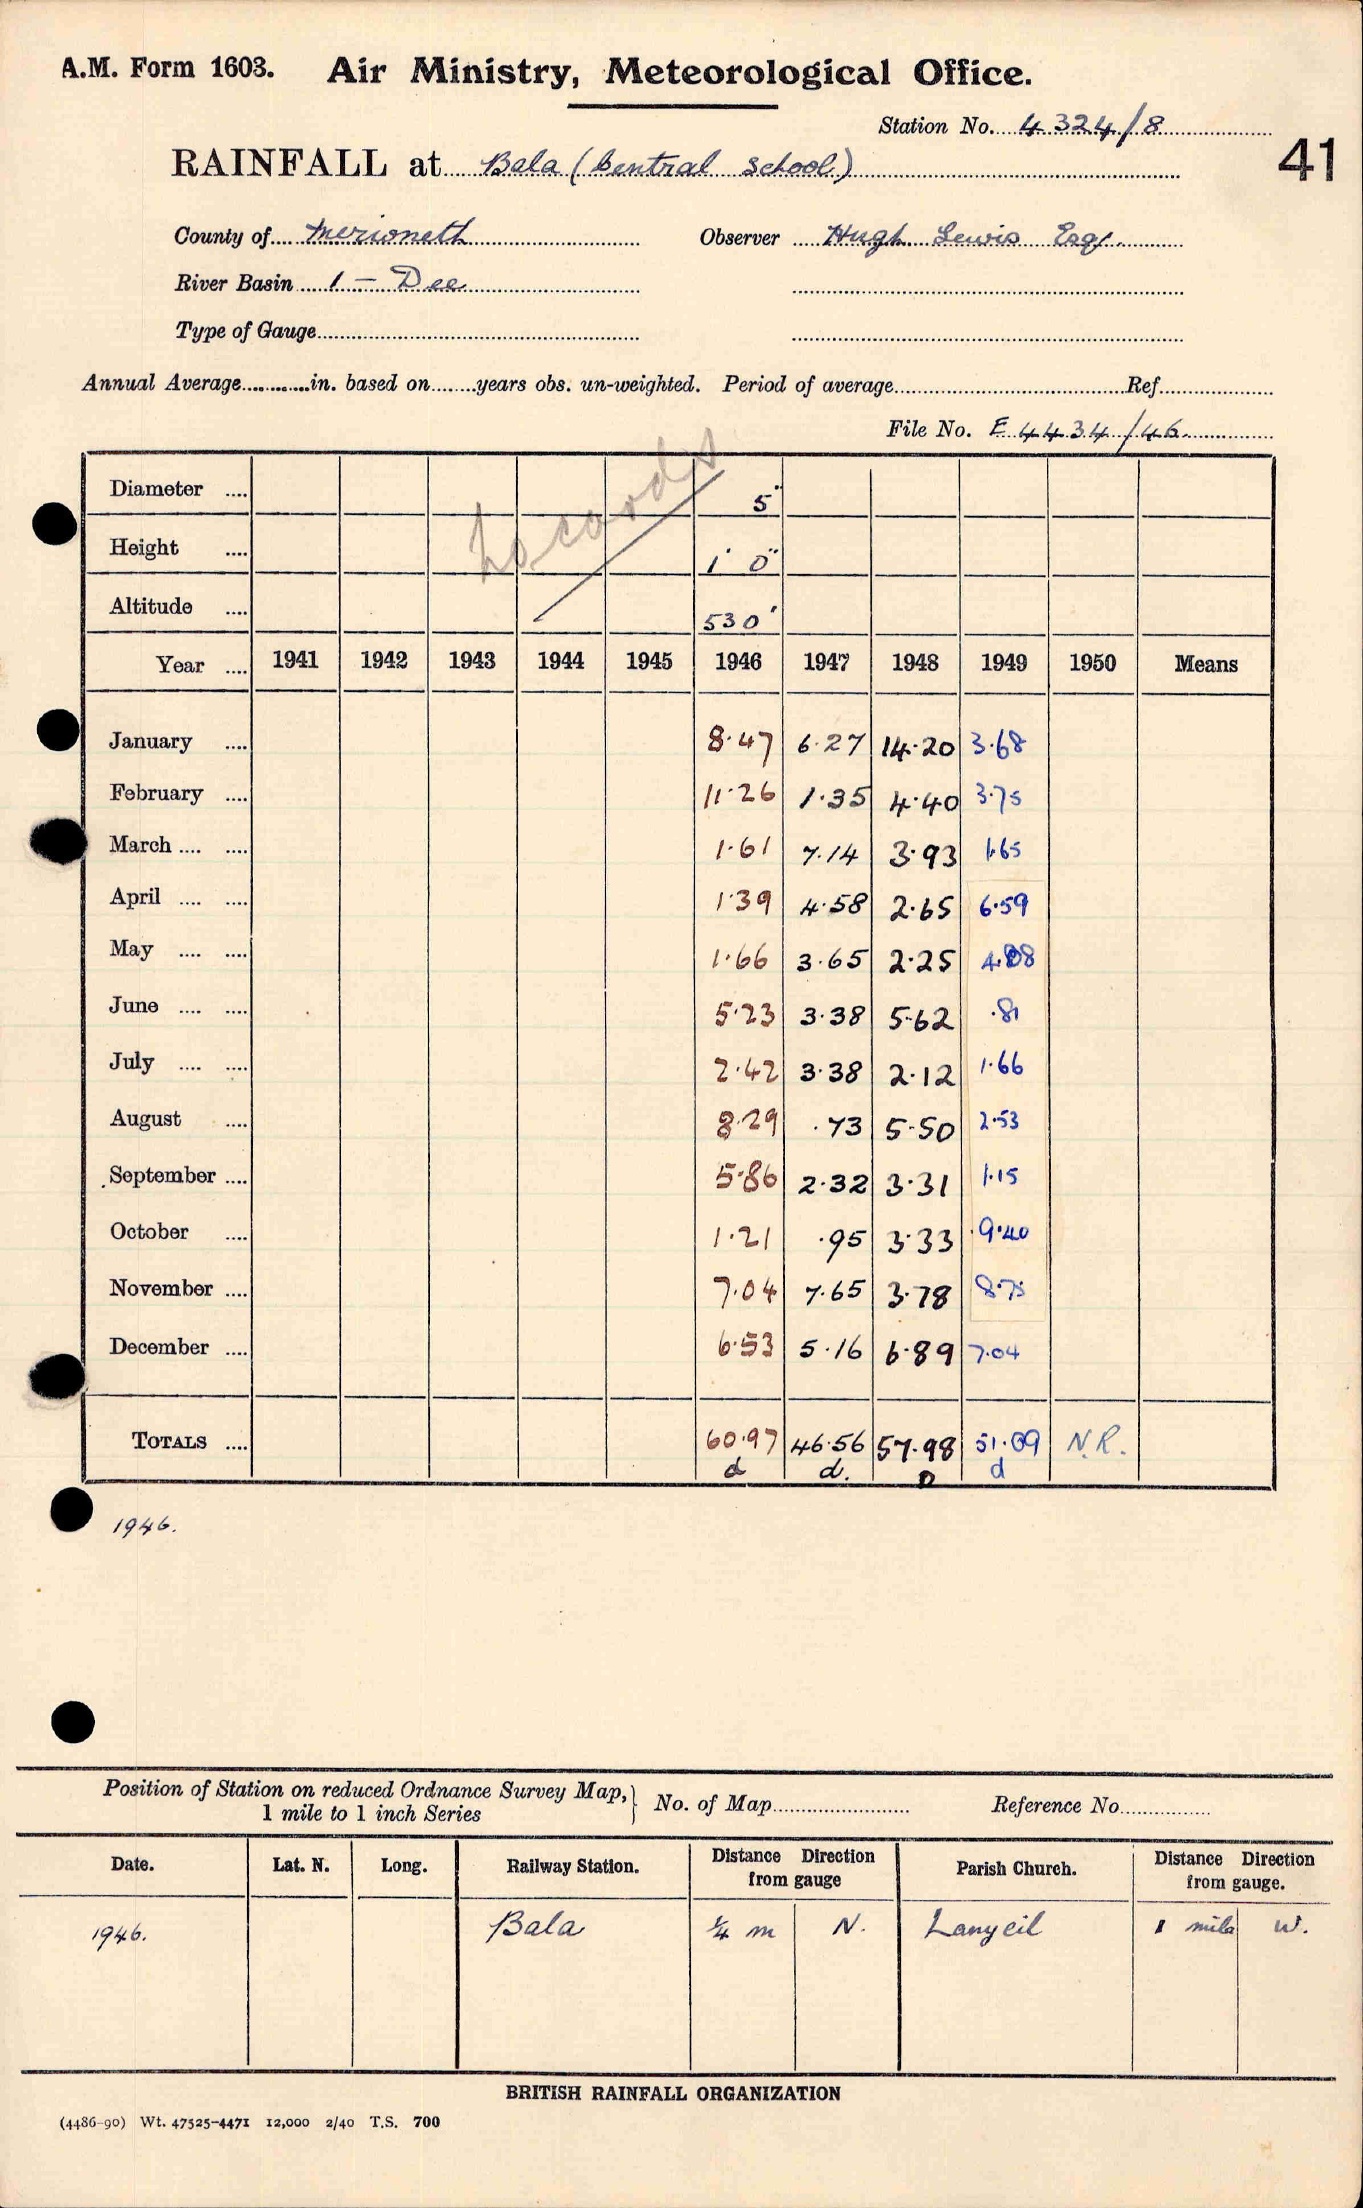 A.M. Form 1603. Air Ministry, Meteorological Office.
Station No. 4324/8
41
RAINFALL at Bala (Central School)
County of Merioneth Observer Hugh Lewis Esq.
River Basin 1 - Dee
Type of Gauge
Annual Average in. based on years obs. un-weighted. Period of average Ref.
File No. E 4434/46.
Diameter 5"
Height 1' 0"
Altitude 530'
Year 1941 1942 1943 1944 1945 1946 1947 1948 1949 1950 Means
January 8.47 6.27 14.20 3.68
February 11.26 1.35 4.40 3.75
March 1.61 7.14 3.93 1.65
April 1.39 4.58 2.65 6.59
May 1.66 3.65 2.25 4.08
June 5.23 3.38 5.62 .81
July 2.42 3.38 2.12 1.66
August 8.29 .73 5.50 2.53
September 5.86 2.32 3.31 1.15
October 1.21 .95 3.33 9.40
November 7.04 7.65 3.78 8.75
December 6.53 5.16 6.89 7.04
TOTALS 60.97 46.56 57.98 51.09 N.R.
d d. D d
1946.
Position of Station on reduced Ordnance Survey Map, 1 mile to 1 inch Series } No. of Map Reference No
Date. Lat. N. Long. Railway Station. Distance Direction from gauge Parish Church. Distance Direction from gauge.
1946. Bala ¼ m N. Lanycil 1 mile W.
BRITISH RAINFALL ORGANIZATION
(4486-90) Wt. 47525-4471 12,000 2/40 T.S. 700